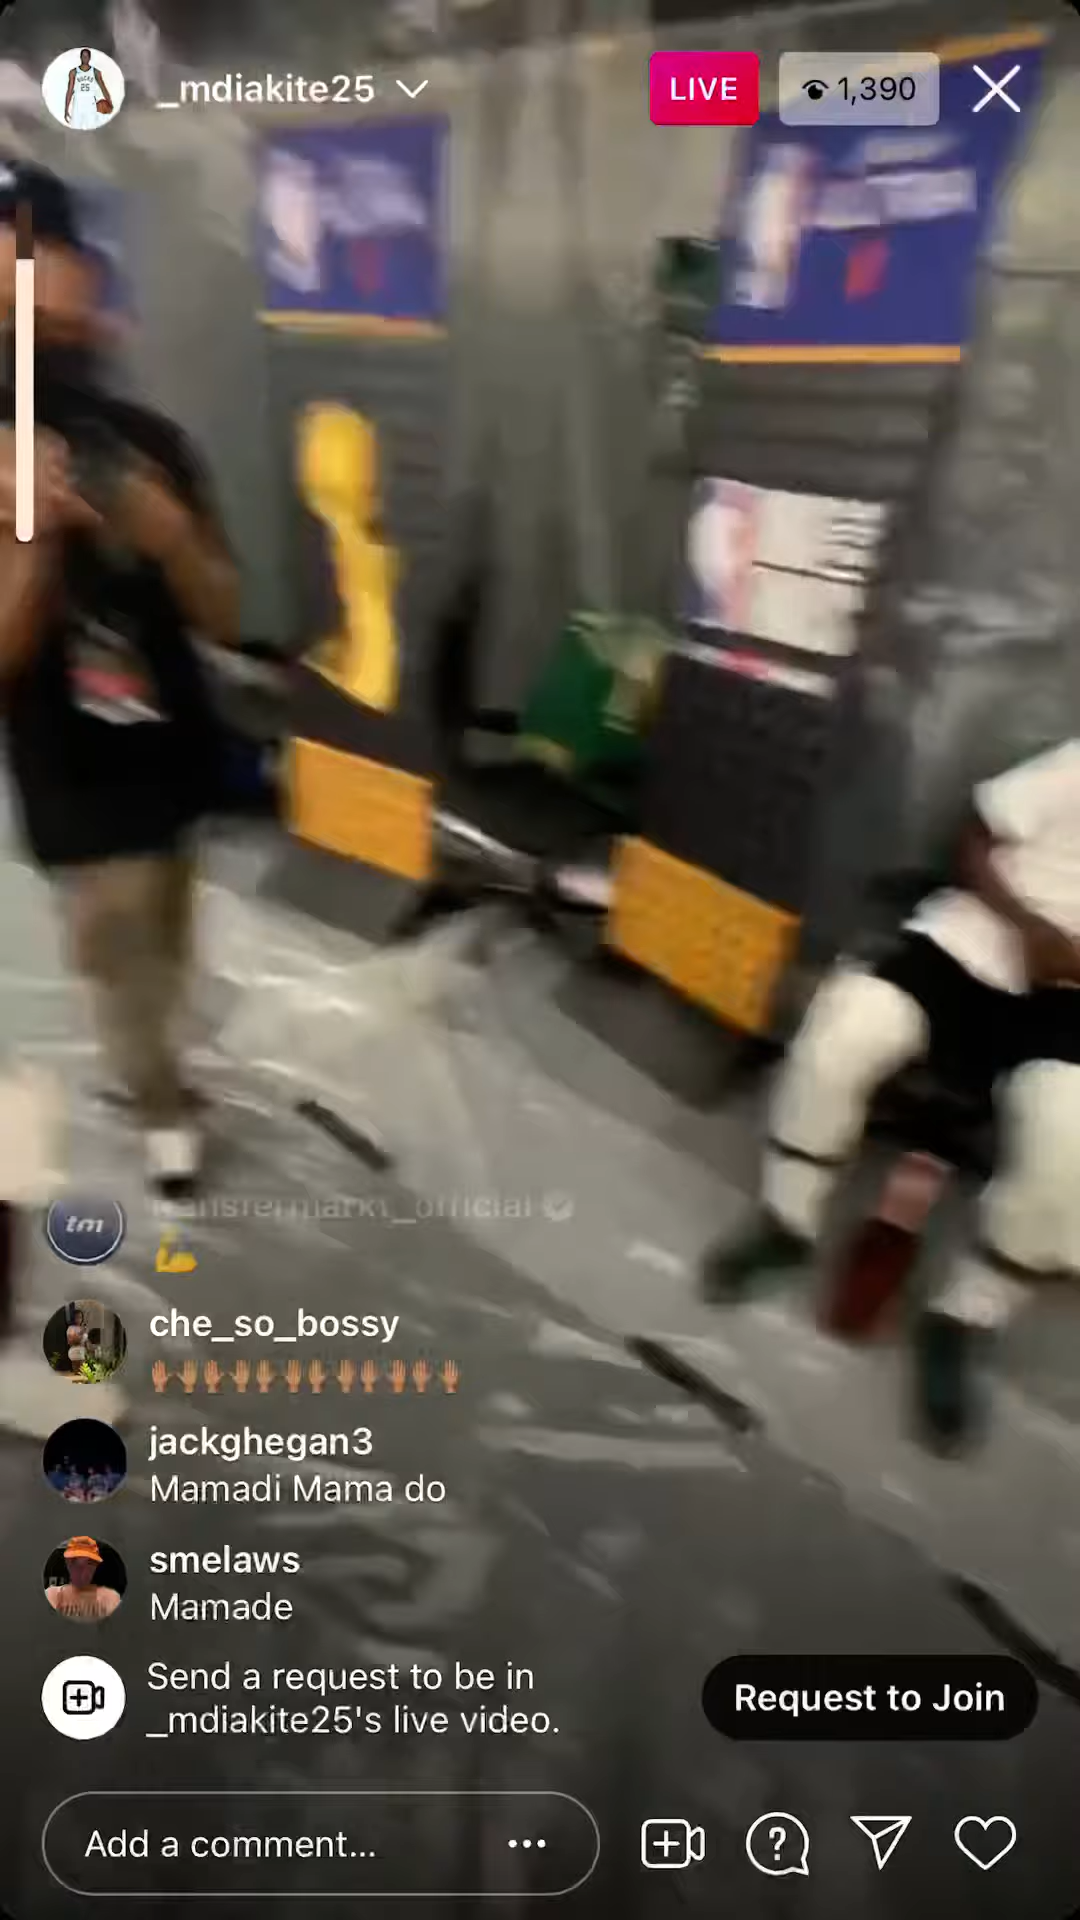 _mdiakite25
LIVE
1,390
tm
che_so_bossy
jackghegan3
Mamadi Mama do
smelaws
Mamade
Send a request to be in
_mdiakite25's live video.
Request to Join
Add a comment...